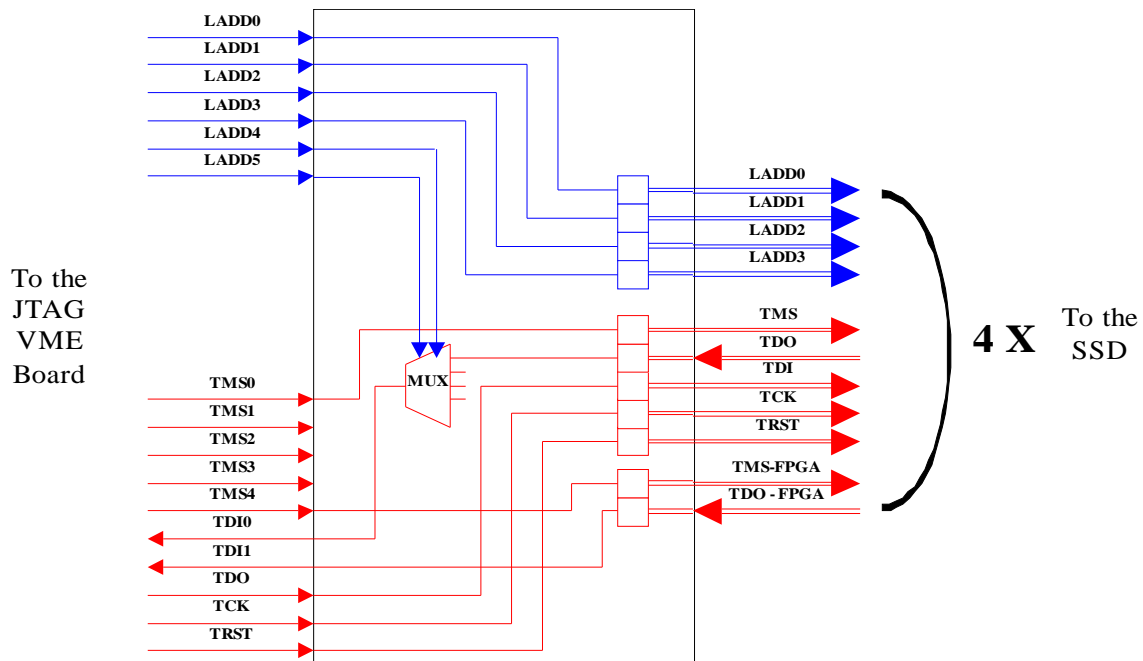 LADD0
LADD1
LADD2
LADD3
LADD4
LADD5
To the
JTAG
VME
Board
TMS0
TMS1
TMS2
TMS3
TMS4
TDI0
TDI1
TDO
TCK
TRST
MUX
LADD0
LADD1
LADD2
LADD3
TMS
TDO
TDI
TCK
TRST
TMS-FPGA
TDO - FPGA
4 X
To the
SSD